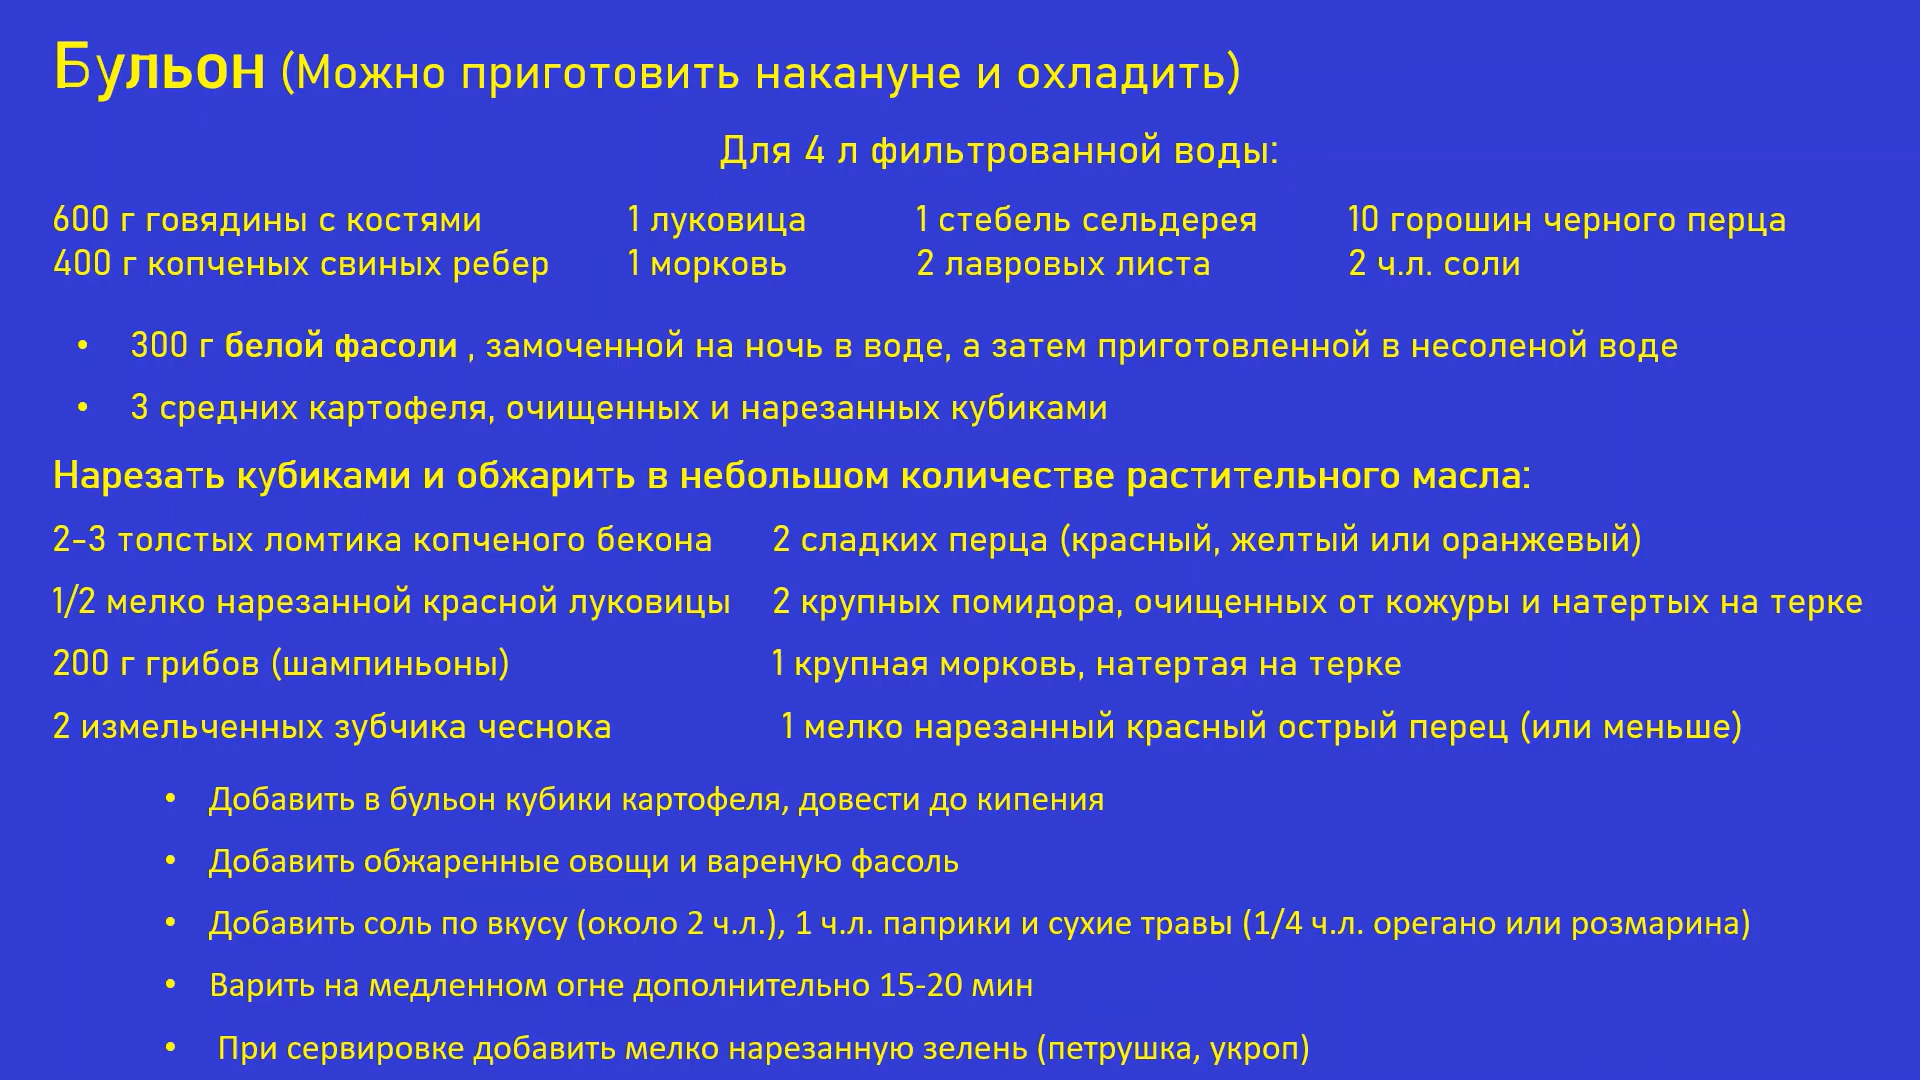 Бульон (Можно приготовить накануне и охладить)
Для 4 л фильтрованной воды:
600 г говядины с костями 1 луковица 1 стебель сельдерея 10 горошин черного перца
400 г копченых свиных ребер 1 морковь 2 лавровых листа 2 ч.л. соли
• 300 г белой фасоли , замоченной на ночь в воде, а затем приготовленной в несоленой воде
• 3 средних картофеля, очищенных и нарезанных кубиками
Нарезать кубиками и обжарить в небольшом количестве растительного масла:
2-3 толстых ломтика копченого бекона 2 сладких перца (красный, желтый или оранжевый)
1/2 мелко нарезанной красной луковицы 2 крупных помидора, очищенных от кожуры и натертых на терке
200 г грибов (шампиньоны) 1 крупная морковь, натертая на терке
2 измельченных зубчика чеснока 1 мелко нарезанный красный острый перец (или меньше)
• Добавить в бульон кубики картофеля, довести до кипения
• Добавить обжаренные овощи и вареную фасоль
• Добавить соль по вкусу (около 2 ч.л.), 1 ч.л. паприки и сухие травы (1/4 ч.л. орегано или розмарина)
• Варить на медленном огне дополнительно 15-20 мин
• При сервировке добавить мелко нарезанную зелень (петрушка, укроп)